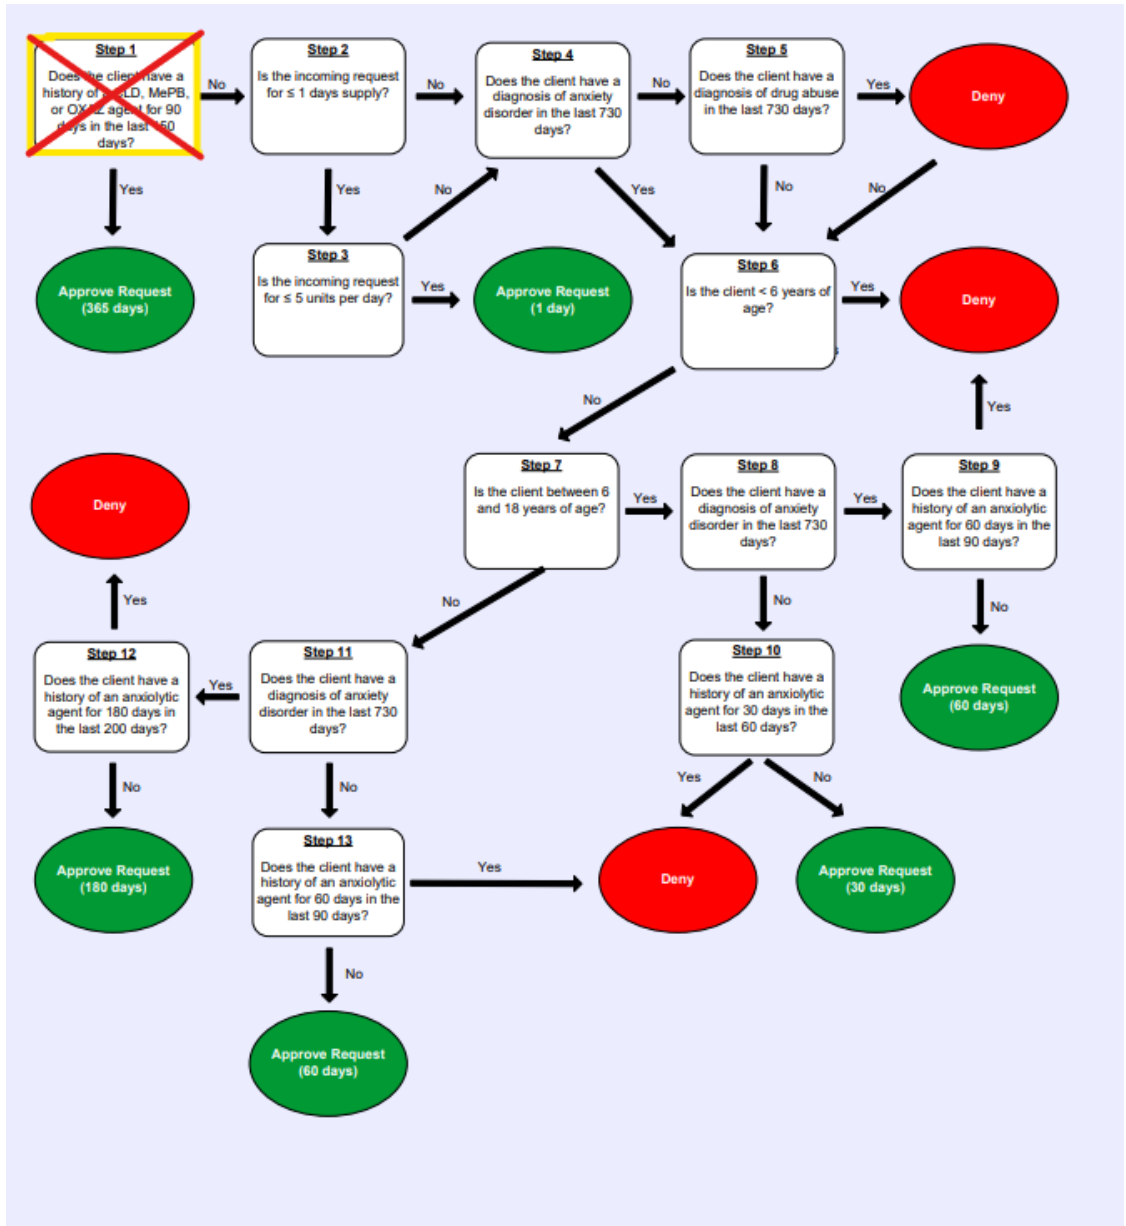 Step 1
Does the client have a
history of MePB,
or agent for 90
days in the last
days?
No
Step 2
Is the incoming request
for ≤ 1 days supply?
No
Step 4
Does the client have a
diagnosis of anxiety
disorder in the last 730
days?
No
Step 5
Does the client have a
diagnosis of drug abuse
in the last 730 days?
Yes
Deny
Yes
Yes
No
Yes
No
No
Approve Request
(365 days)
Step 3
Is the incoming request
for ≤ 5 units per day?
Yes
Approve Request
(1 day)
Step 6
Is the client < 6 years of
age?
Yes
Deny
No
Yes
Deny
Step 7
Is the client between 6
and 18 years of age?
Yes
Step 8
Does the client have a
diagnosis of anxiety
disorder in the last 730
days?
Yes
Step 9
Does the client have a
history of an anxiolytic
agent for 60 days in the
last 90 days?
Yes
No
No
No
Step 12
Does the client have a
history of an anxiolytic
agent for 180 days in
the last 200 days?
Yes
Step 11
Does the client have a
diagnosis of anxiety
disorder in the last 730
days?
Step 10
Does the client have a
history of an anxiolytic
agent for 30 days in the
last 60 days?
Approve Request
(60 days)
No
No
Yes
No
Approve Request
(180 days)
Step 13
Does the client have a
history of an anxiolytic
agent for 60 days in the
last 90 days?
Yes
Deny
Approve Request
(30 days)
No
Approve Request
(60 days)